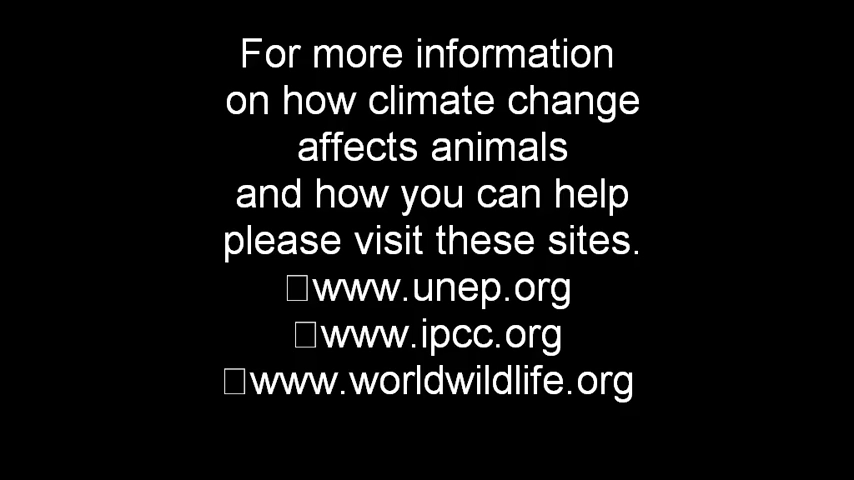 For more information
on how climate change
affects animals
and how you can help
please visit these sites.
□www.unep.org
□www.ipcc.org
□www.worldwildlife.org